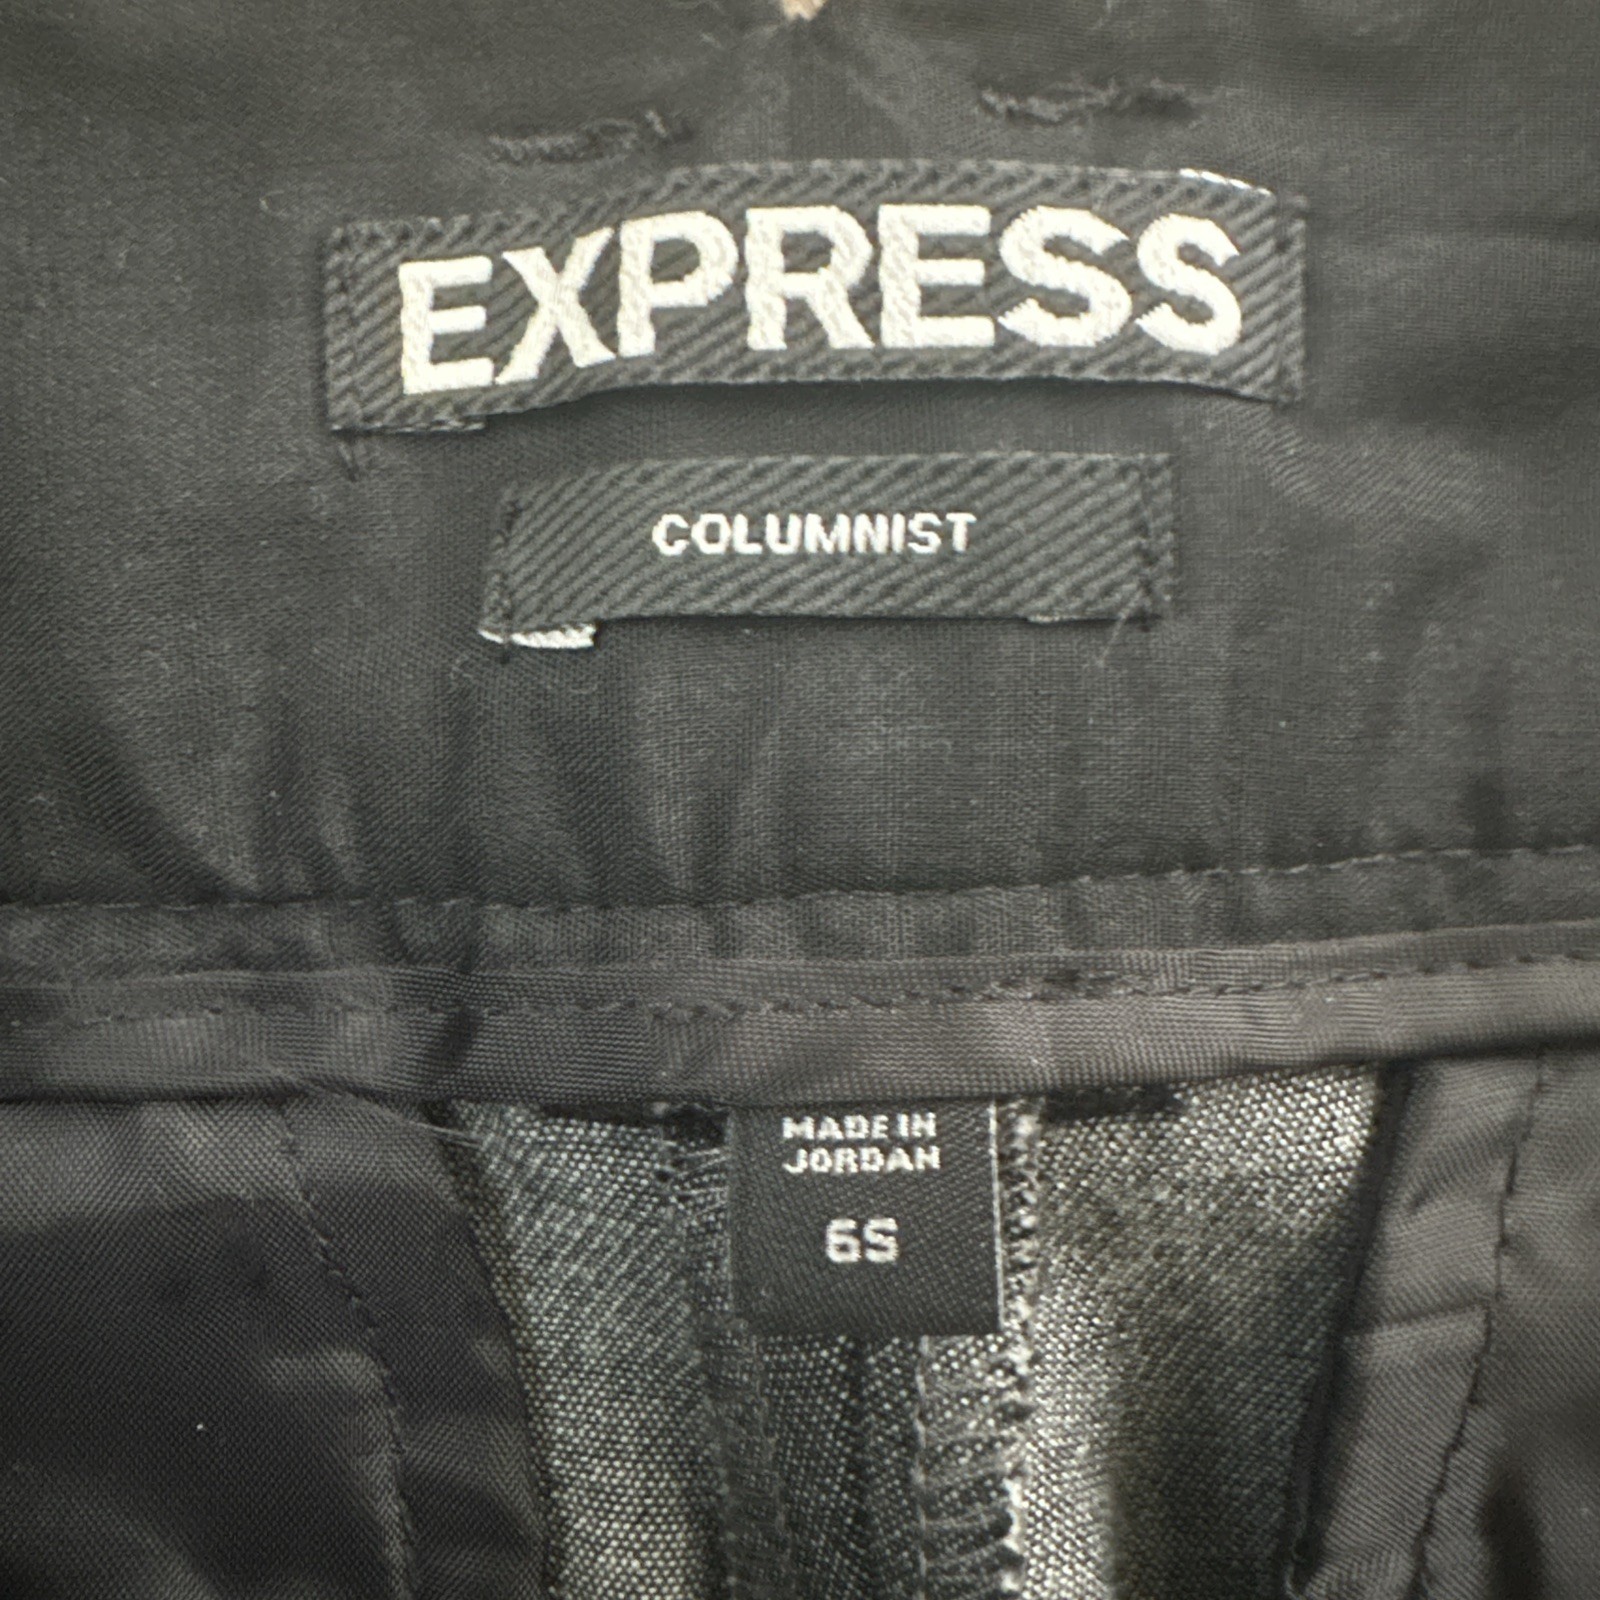 EXPRESS
COLUMNIST
MADE IN
JORDAN
6S